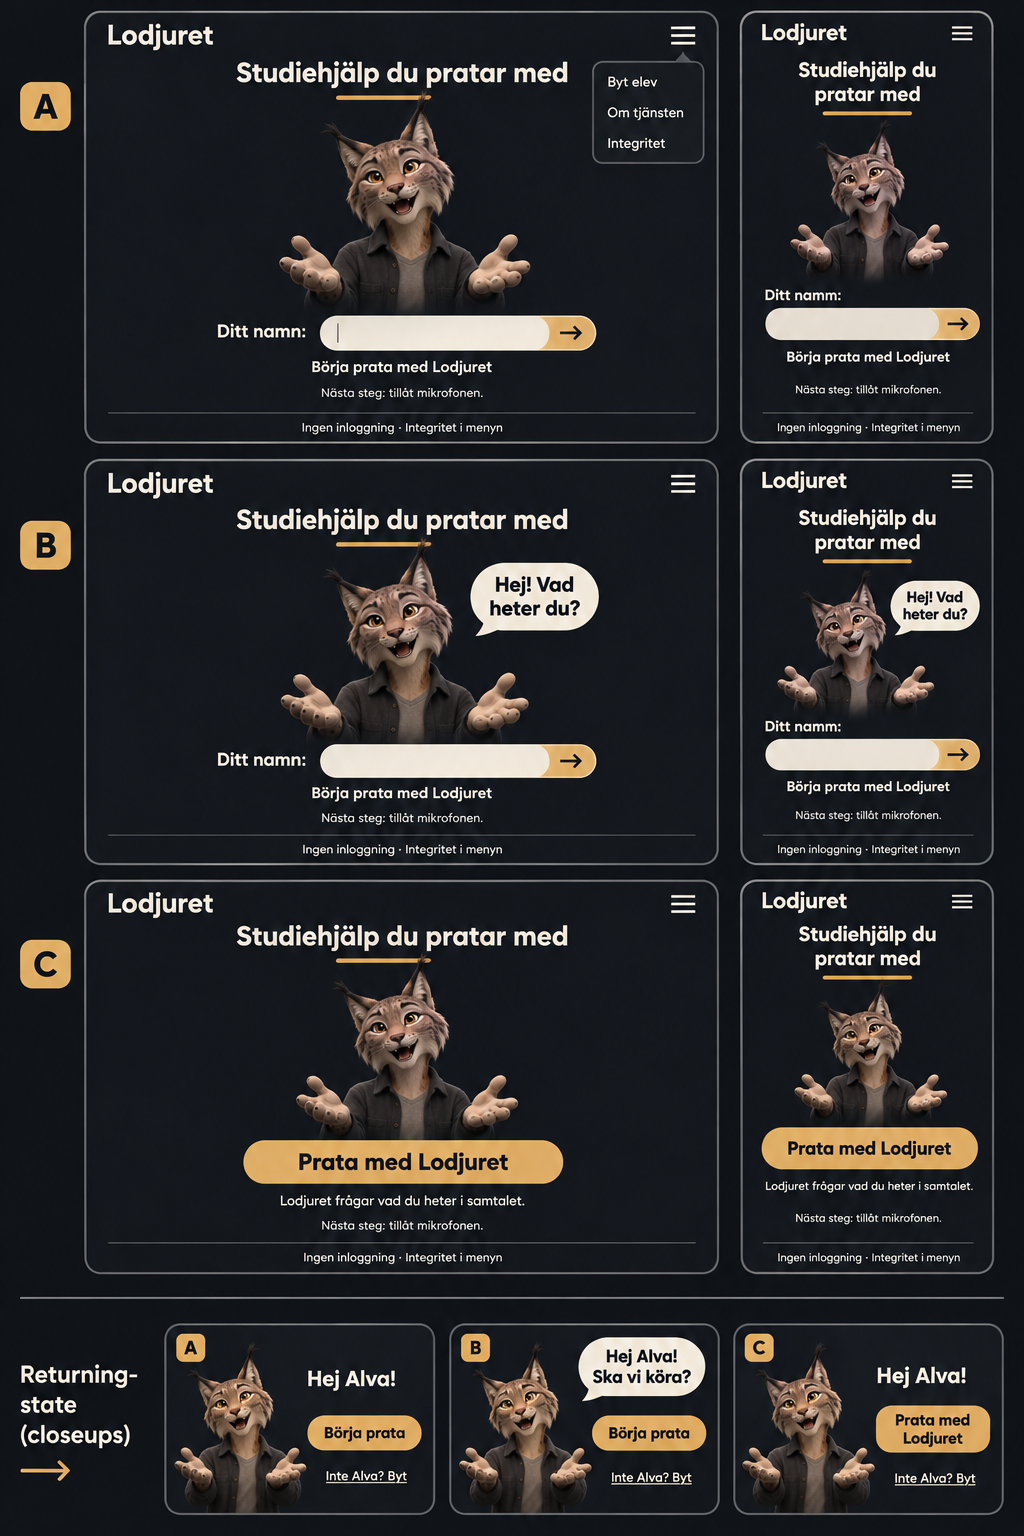 A
Lodjuret
Studiehjälp du pratar med
Byt elev
Om tjänsten
Integritet
Ditt namn:
Börja prata med Lodjuret
Nästa steg: tillåt mikrofonen.
Ingen inloggning · Integritet i menyn
Lodjuret
Studiehjälp du
pratar med
Ditt namm:
Börja prata med Lodjuret
Nästa steg: tillåt mikrofonen.
Ingen inloggning · Integritet i menyn
B
Lodjuret
Studiehjälp du pratar med
Hej! Vad
heter du?
Ditt namn:
Börja prata med Lodjuret
Nästa steg: tillåt mikrofonen.
Ingen inloggning · Integritet i menyn
Lodjuret
Studiehjälp du
pratar med
Hej! Vad
heter du?
Ditt namm:
Börja prata med Lodjuret
Nästa steg: tillåt mikrofonen.
Ingen inloggning · Integritet i menyn
C
Lodjuret
Studiehjälp du pratar med
Prata med Lodjuret
Lodjuret frågar vad du heter i samtalet.
Nästa steg: tillåt mikrofonen.
Ingen inloggning · Integritet i menyn
Lodjuret
Studiehjälp du
pratar med
Prata med Lodjuret
Lodjuret frågar vad du heter i samtalet.
Nästa steg: tillåt mikrofonen.
Ingen inloggning · Integritet i menyn
Returning-
state
(closeups)
A
Hej Alva!
Börja prata
Inte Alva? Byt
B
Hej Alva!
Ska vi köra?
Börja prata
Inte Alva? Byt
C
Hej Alva!
Prata med
Lodjuret
Inte Alva? Byt